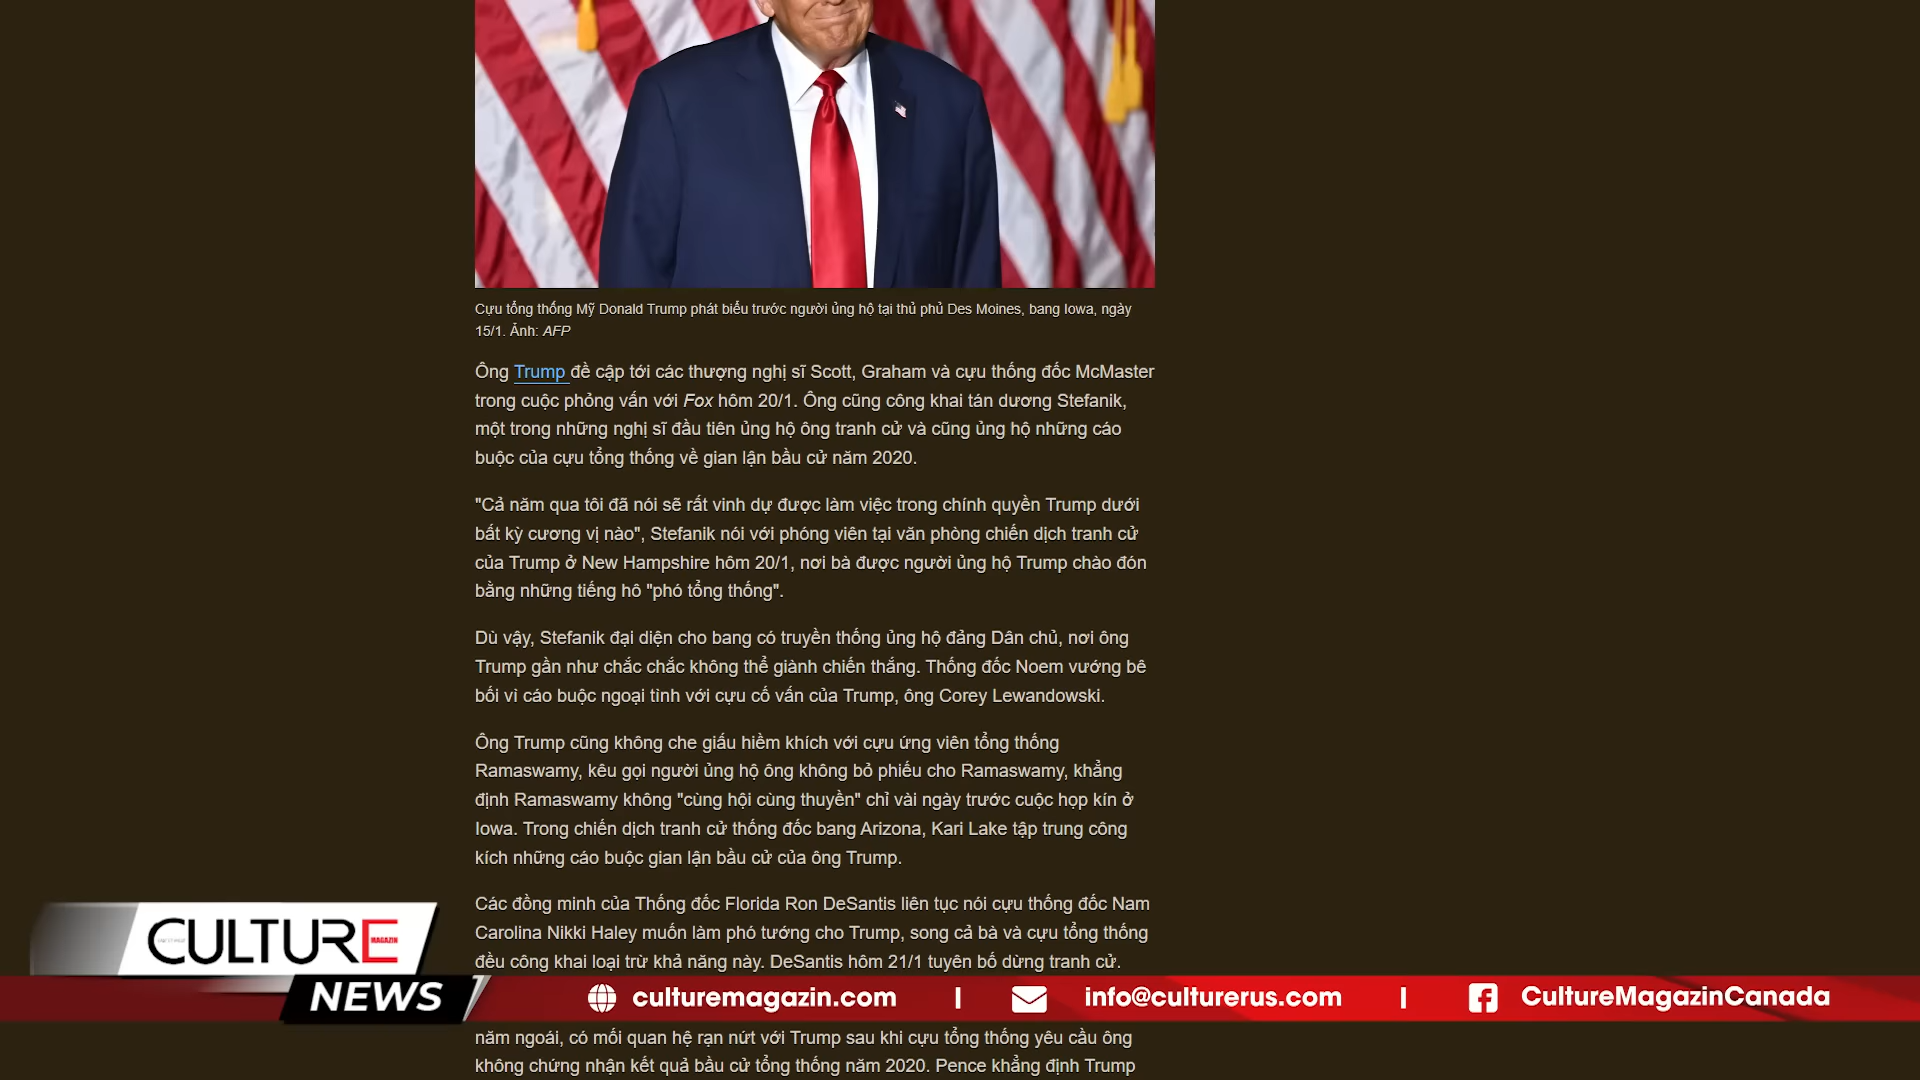 Cựu tổng thống Mỹ Donald Trump phát biểu trước người ủng hộ tại thủ phủ Des Moines, bang Iowa, ngày
15/1. Ảnh: AFP
Ông Trump đề cập tới các thượng nghị sĩ Scott, Graham và cựu thống đốc McMaster
trong cuộc phỏng vấn với Fox hôm 20/1. Ông cũng công khai tán dương Stefanik,
một trong những nghị sĩ đầu tiên ủng hộ ông tranh cử và cũng ủng hộ những cáo
buộc của cựu tổng thống về gian lận bầu cử năm 2020.
"Cả năm qua tôi đã nói sẽ rất vinh dự được làm việc trong chính quyền Trump dưới
bất kỳ cương vị nào", Stefanik nói với phóng viên tại văn phòng chiến dịch tranh cử
của Trump ở New Hampshire hôm 20/1, nơi bà được người ủng hộ Trump chào đón
bằng những tiếng hô "phó tổng thống".
Dù vậy, Stefanik đại diện cho bang có truyền thống ủng hộ đảng Dân chủ, nơi ông
Trump gần như chắc chắc không thể giành chiến thắng. Thống đốc Noem vướng bê
bối vì cáo buộc ngoại tình với cựu cố vấn của Trump, ông Corey Lewandowski.
Ông Trump cũng không che giấu hiềm khích với cựu ứng viên tổng thống
Ramaswamy, kêu gọi người ủng hộ ông không bỏ phiếu cho Ramaswamy, khẳng
định Ramaswamy không "cùng hội cùng thuyền" chỉ vài ngày trước cuộc họp kín ở
Iowa. Trong chiến dịch tranh cử thống đốc bang Arizona, Kari Lake tập trung công
kích những cáo buộc gian lận bầu cử của ông Trump.
Các đồng minh của Thống đốc Florida Ron DeSantis liên tục nói cựu thống đốc Nam
Carolina Nikki Haley muốn làm phó tướng cho Trump, song cả bà và cựu tổng thống
đều công khai loại trừ khả năng này. DeSantis hôm 21/1 tuyên bố dừng tranh cử.
CULTURE
MAGAZIN
NEWS
culturemagazin.com | info@culturerus.com | CultureMagazinCanada
năm ngoái, có mối quan hệ rạn nứt với Trump sau khi cựu tổng thống yêu cầu ông
không chứng nhận kết quả bầu cử tổng thống năm 2020. Pence khẳng định Trump